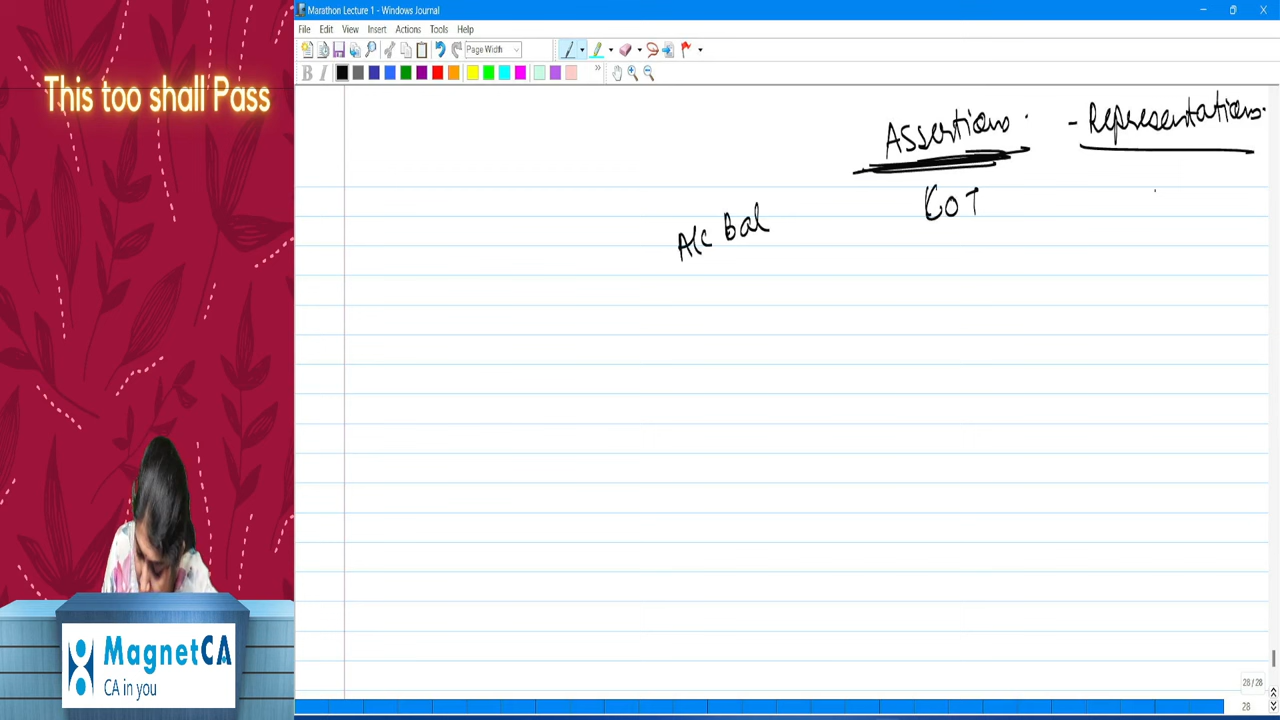 Marathon Lecture 1 - Windows Journal
File Edit View Insert Actions Tools Help
Page Width
B I
This too shall Pass
Assertions. - Representations.
COT
A/c Bal
MagnetCA
CA in you
28/28
28